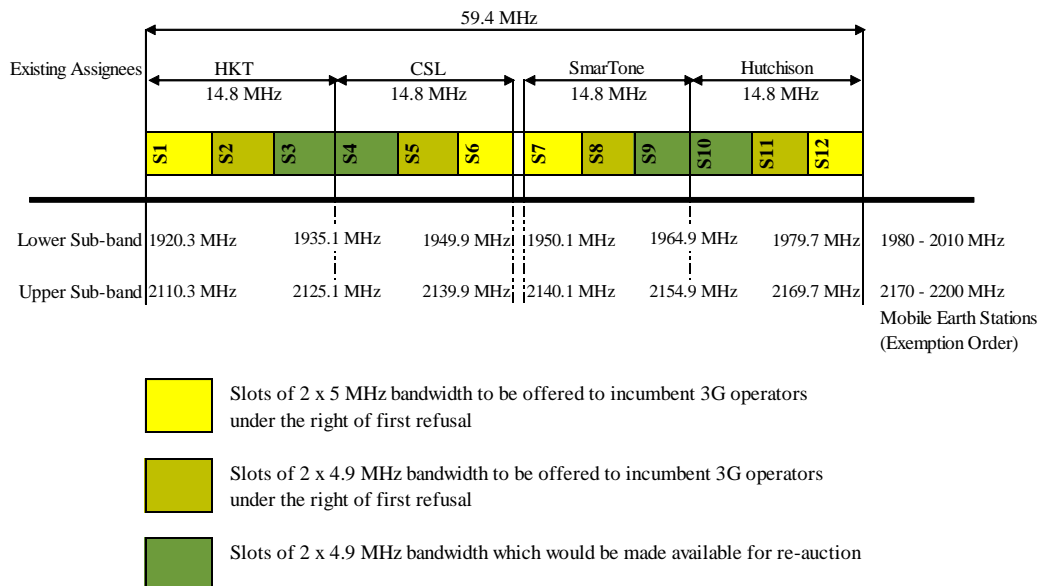 59.4 MHz
Existing Assignees HKT CSL SmarTone Hutchison
14.8 MHz 14.8 MHz 14.8 MHz 14.8 MHz
S1 S2 S3 S4 S5 S6 S7 S8 S9 S10 S11 S12
Lower Sub-band 1920.3 MHz 1935.1 MHz 1949.9 MHz 1950.1 MHz 1964.9 MHz 1979.7 MHz 1980 - 2010 MHz
Upper Sub-band 2110.3 MHz 2125.1 MHz 2139.9 MHz 2140.1 MHz 2154.9 MHz 2169.7 MHz 2170 - 2200 MHz
Mobile Earth Stations
(Exemption Order)
Slots of 2 x 5 MHz bandwidth to be offered to incumbent 3G operators
under the right of first refusal
Slots of 2 x 4.9 MHz bandwidth to be offered to incumbent 3G operators
under the right of first refusal
Slots of 2 x 4.9 MHz bandwidth which would be made available for re-auction